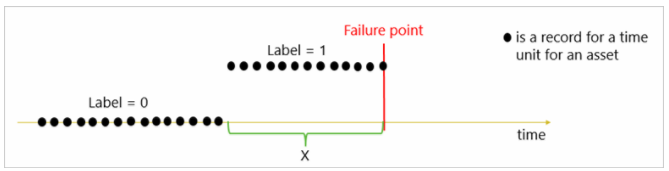 Failure point
Label = 1
● is a record for a time
unit for an asset
Label = 0
time
X